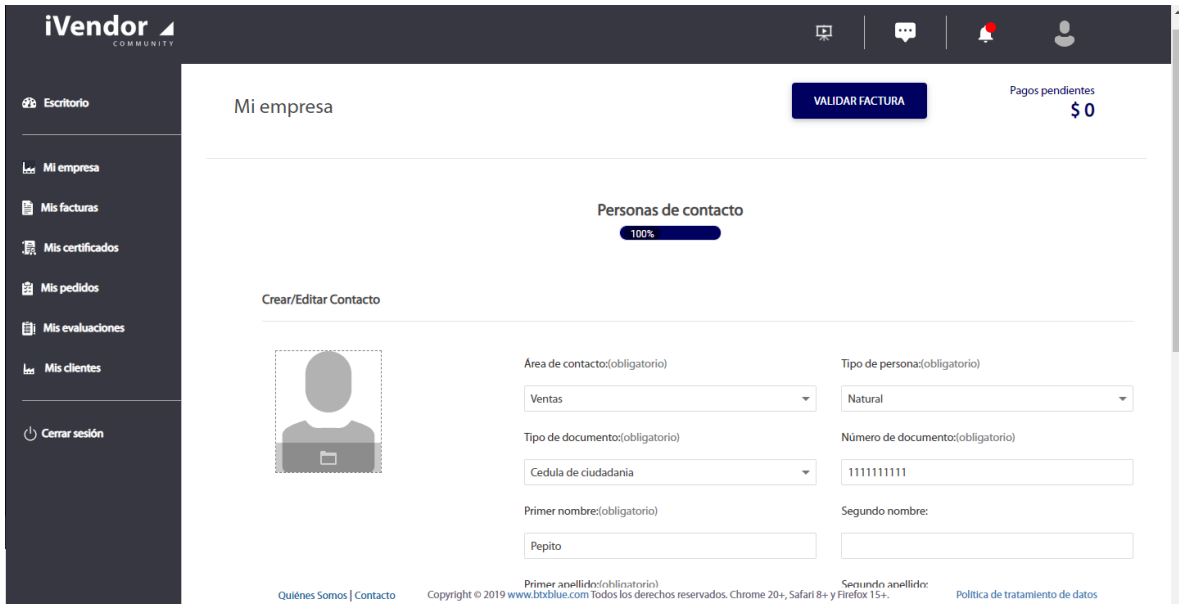 iVendor
COMMUNITY
Escritorio
Mi empresa
Mis facturas
Mis certificados
Mis pedidos
Mis evaluaciones
Mis clientes
Cerrar sesión
Mi empresa
VALIDAR FACTURA
Pagos pendientes
$ 0
Personas de contacto
100%
Crear/Editar Contacto
Área de contacto:(obligatorio)
Tipo de persona:(obligatorio)
Ventas
Natural
Tipo de documento:(obligatorio)
Número de documento:(obligatorio)
Cedula de ciudadania
1111111111
Primer nombre:(obligatorio)
Segundo nombre:
Pepito
Primer apellido:(obligatorio)
Segundo apellido:
Quiénes Somos | Contacto
Copyright © 2019 www.btxblue.com Todos los derechos reservados. Chrome 20+, Safari 8+ y Firefox 15+.
Política de tratamiento de datos